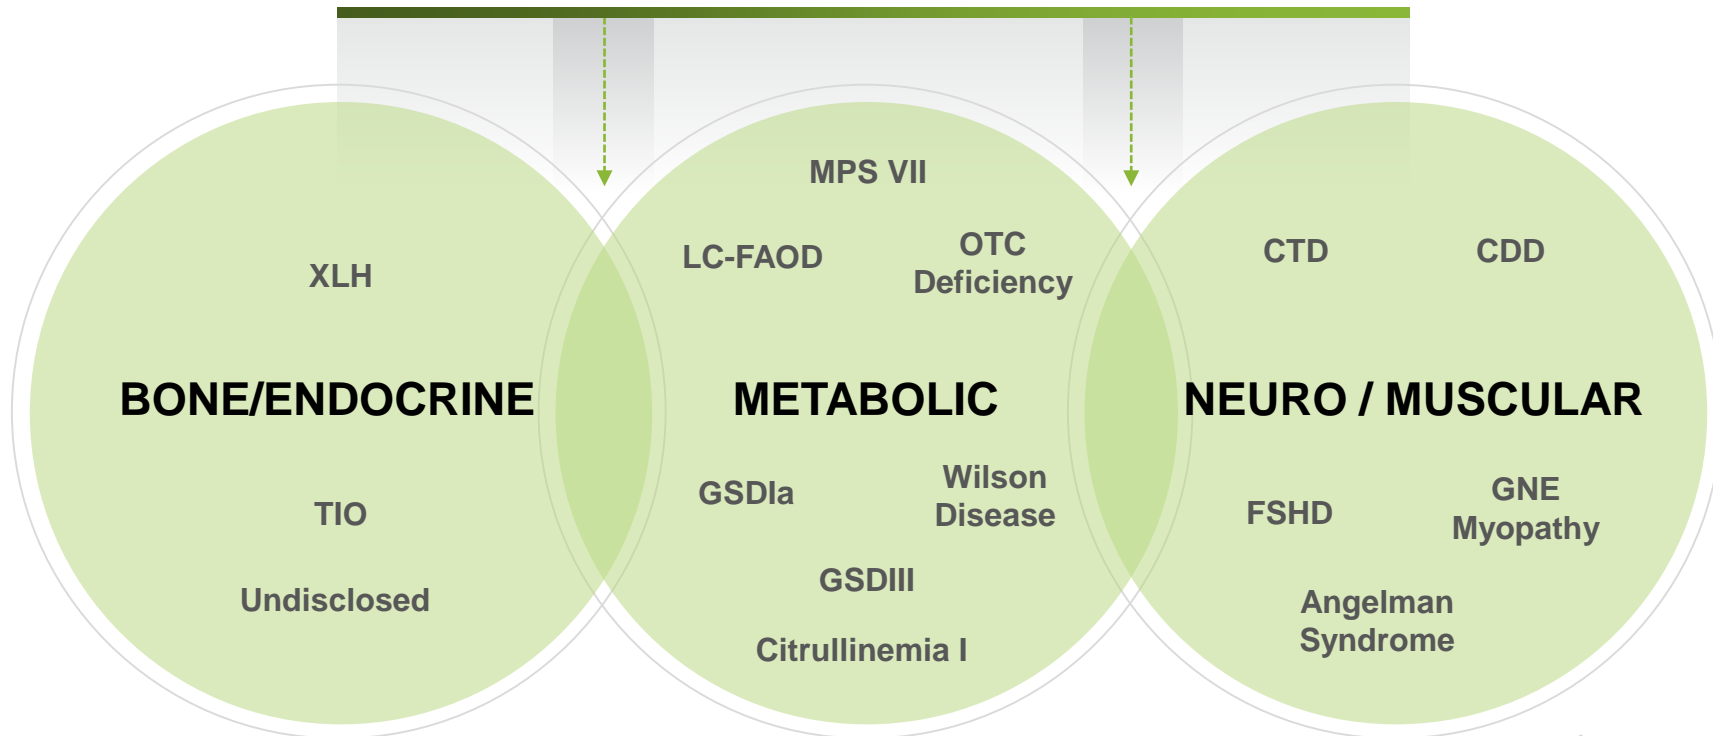 XLH
BONE/ENDOCRINE
TIO
Undisclosed
MPS VII
LC-FAOD
OTC
Deficiency
METABOLIC
GSDIa
Wilson
Disease
GSDIII
Citrullinemia I
CTD
CDD
NEURO / MUSCULAR
FSHD
GNE
Myopathy
Angelman
Syndrome